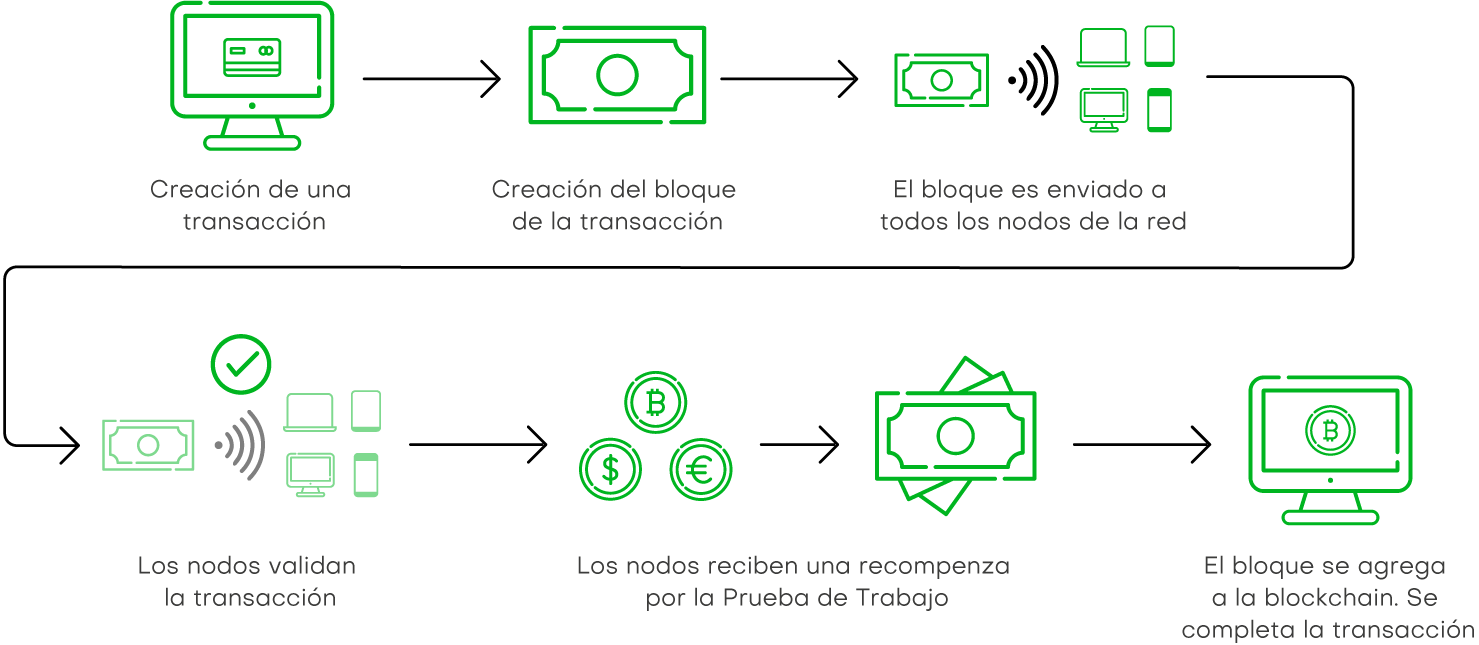 Creación de una
transacción
Creación del bloque
de la transacción
El bloque es enviado a
todos los nodos de la red
Los nodos validan
la transacción
Los nodos reciben una recompenza
por la Prueba de Trabajo
El bloque se agrega
a la blockchain. Se
completa la transacción